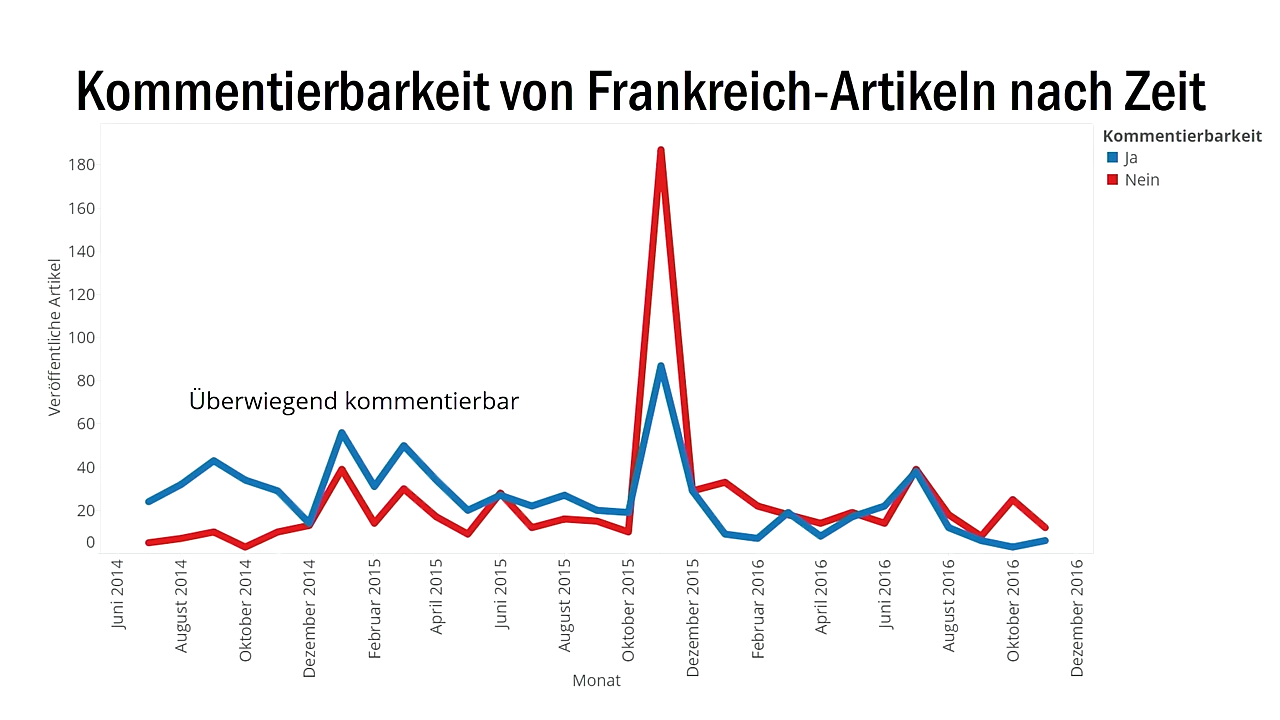 Kommentierbarkeit von Frankreich-Artikeln nach Zeit
Kommentierbarkeit
Ja
Nein
Veröffentliche Artikel
180
160
140
120
100
80
60
40
20
0
Überwiegend kommentierbar
Juni 2014
August 2014
Oktober 2014
Dezember 2014
Februar 2015
April 2015
Juni 2015
August 2015
Oktober 2015
Dezember 2015
Februar 2016
April 2016
Juni 2016
August 2016
Oktober 2016
Dezember 2016
Monat